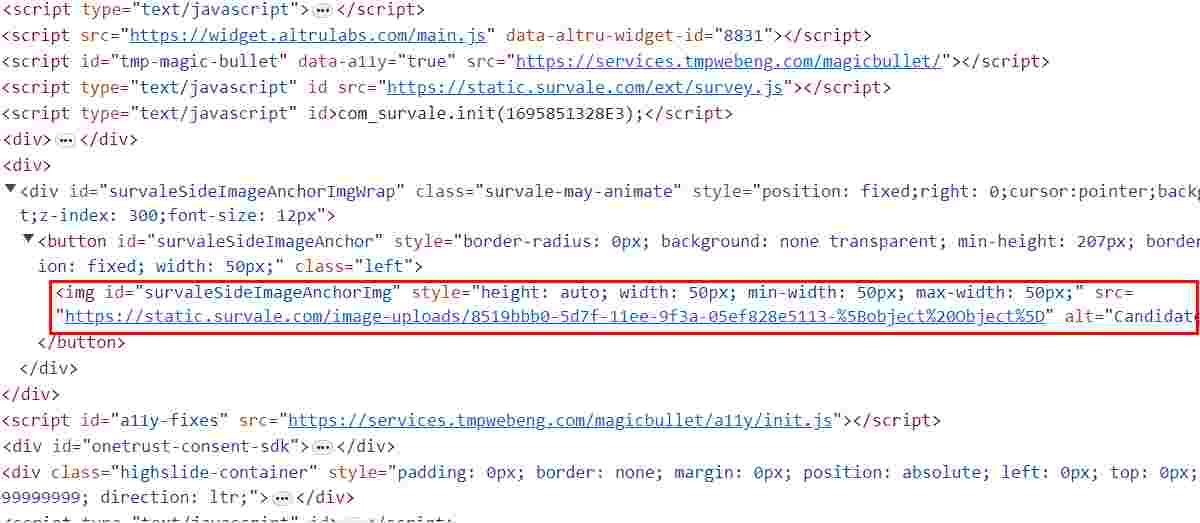 <script type="text/javascript">…</script>
<script src="https://widget.altrulabs.com/main.js" data-altru-widget-id="8831"></script>
<script id="tmp-magic-bullet" data-a11y="true" src="https://services.tmpwebeng.com/magicbullet/"></script>
<script type="text/javascript" id src="https://static.survale.com/ext/survey.js"></script>
<script type="text/javascript" id>com_survale.init(1695851328E3);</script>
<div>…</div>
<div>
<div id="survaleSideImageAnchorImgWrap" class="survale-may-animate" style="position: fixed;right: 0;cursor:pointer;backg
t;z-index: 300;font-size: 12px">
<button id="survaleSideImageAnchor" style="border-radius: 0px; background: none transparent; min-height: 207px; border
ion: fixed; width: 50px;" class="left">
<img id="survaleSideImageAnchorImg" style="height: auto; width: 50px; min-width: 50px; max-width: 50px;" src=
"https://static.survale.com/image-uploads/8519bbb0-5d7f-11ee-9f3a-05ef828e5113-%5Bobject%20Object%5D" alt="Candidate
</button>
</div>
</div>
<script id="a11y-fixes" src="https://services.tmpwebeng.com/magicbullet/a11y/init.js"></script>
<div id="onetrust-consent-sdk">…</div>
<div class="highslide-container" style="padding: 0px; border: none; margin: 0px; position: absolute; left: 0px; top: 0px;
99999999; direction: ltr;">…</div>
<script type="text/javascript" id>…</script>